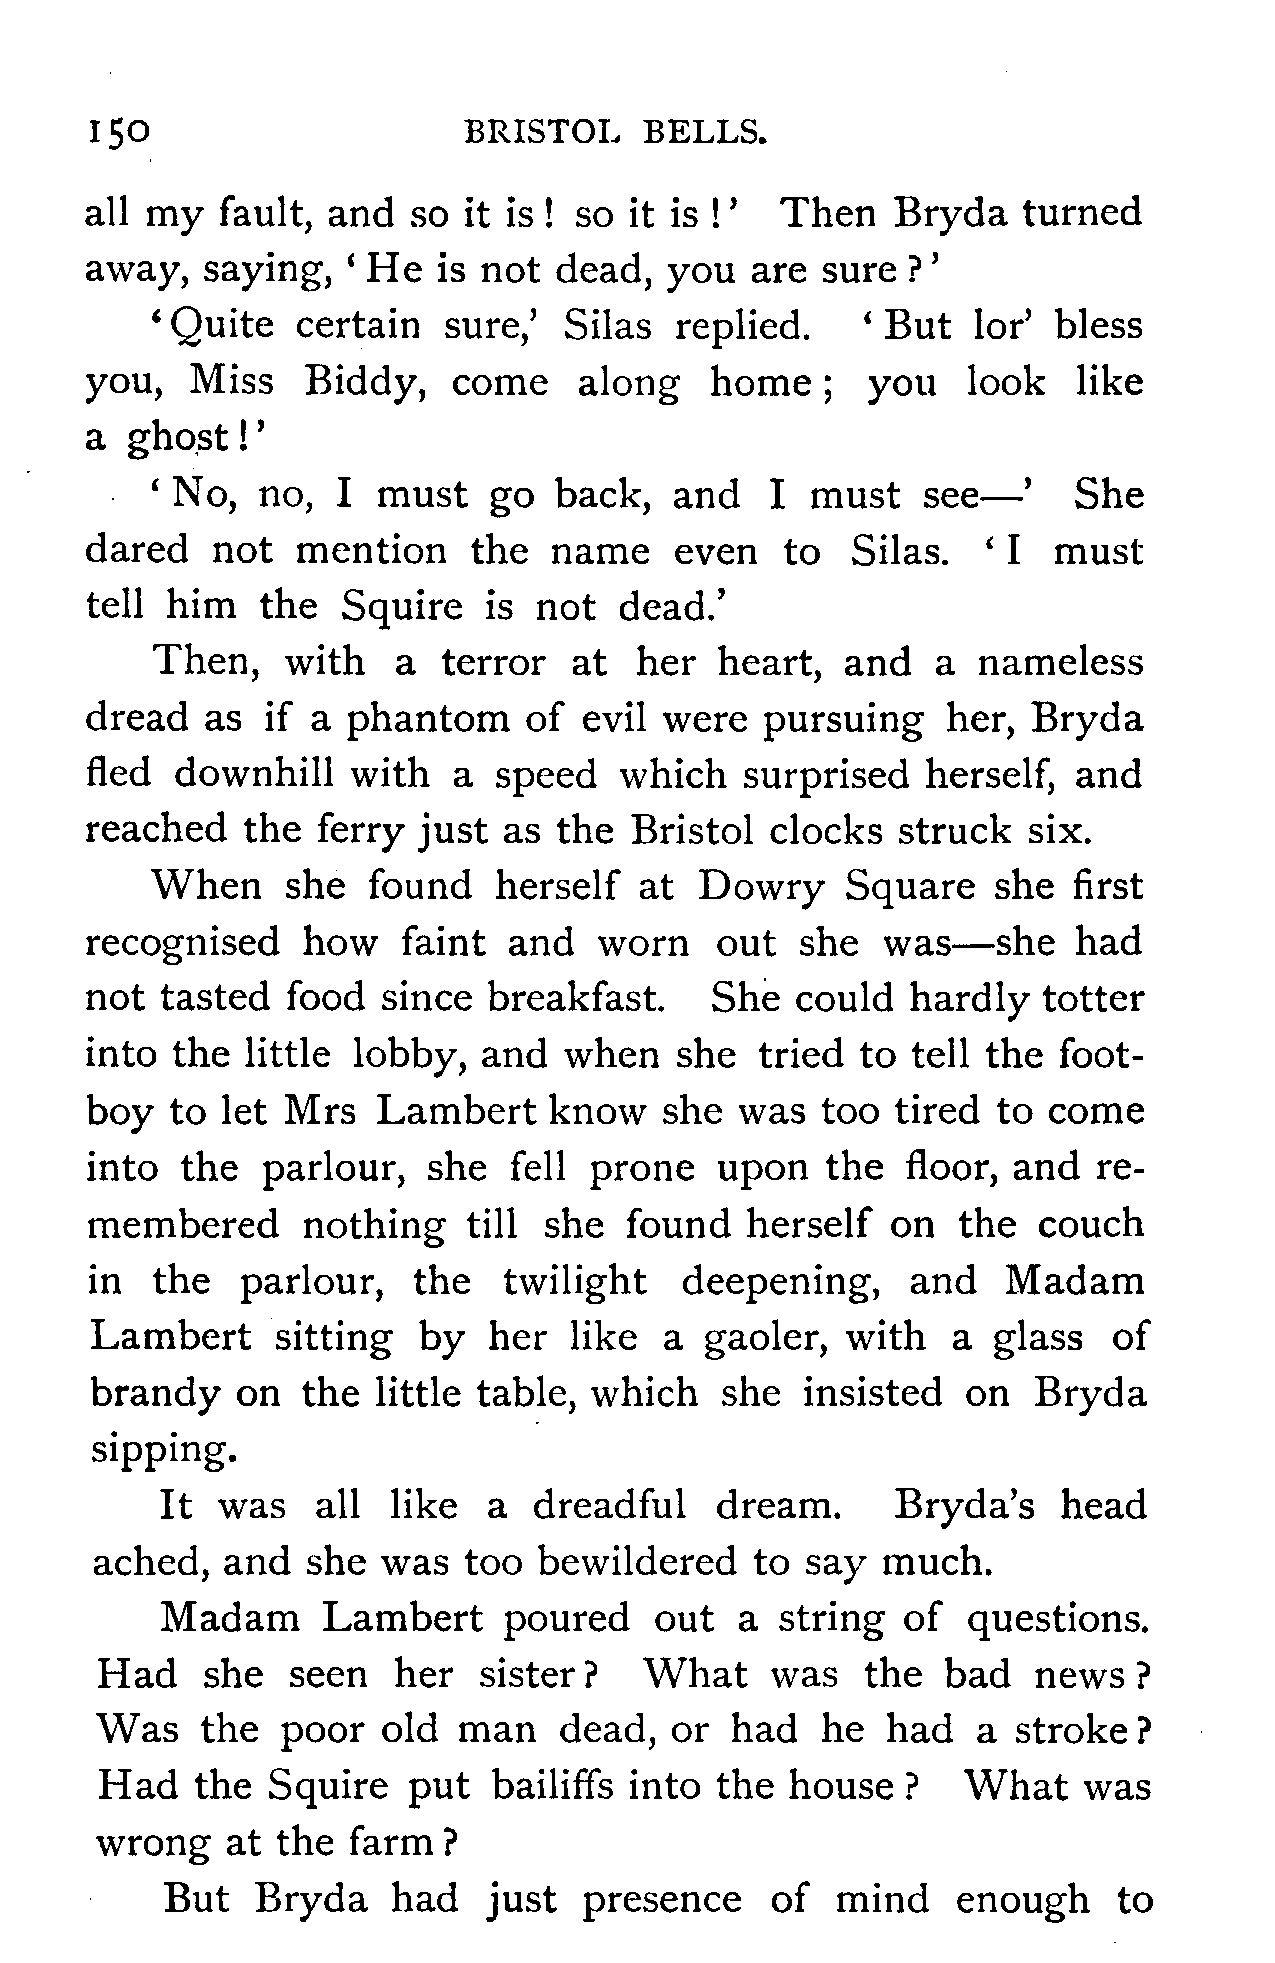 150 BRISTOL BELLS.
all my fault, and so it is! so it is!' Then Bryda turned
away, saying, 'He is not dead, you are sure?'
'Quite certain sure,' Silas replied. 'But lor' bless
you, Miss Biddy, come along home; you look like
a ghost!'
'No, no, I must go back, and I must see—' She
dared not mention the name even to Silas. 'I must
tell him the Squire is not dead.'
Then, with a terror at her heart, and a nameless
dread as if a phantom of evil were pursuing her, Bryda
fled downhill with a speed which surprised herself, and
reached the ferry just as the Bristol clocks struck six.
When she found herself at Dowry Square she first
recognised how faint and worn out she was—she had
not tasted food since breakfast. She could hardly totter
into the little lobby, and when she tried to tell the foot-
boy to let Mrs Lambert know she was too tired to come
into the parlour, she fell prone upon the floor, and re-
membered nothing till she found herself on the couch
in the parlour, the twilight deepening, and Madam
Lambert sitting by her like a gaoler, with a glass of
brandy on the little table, which she insisted on Bryda
sipping.
It was all like a dreadful dream. Bryda's head
ached, and she was too bewildered to say much.
Madam Lambert poured out a string of questions.
Had she seen her sister? What was the bad news?
Was the poor old man dead, or had he had a stroke?
Had the Squire put bailiffs into the house? What was
wrong at the farm?
But Bryda had just presence of mind enough to